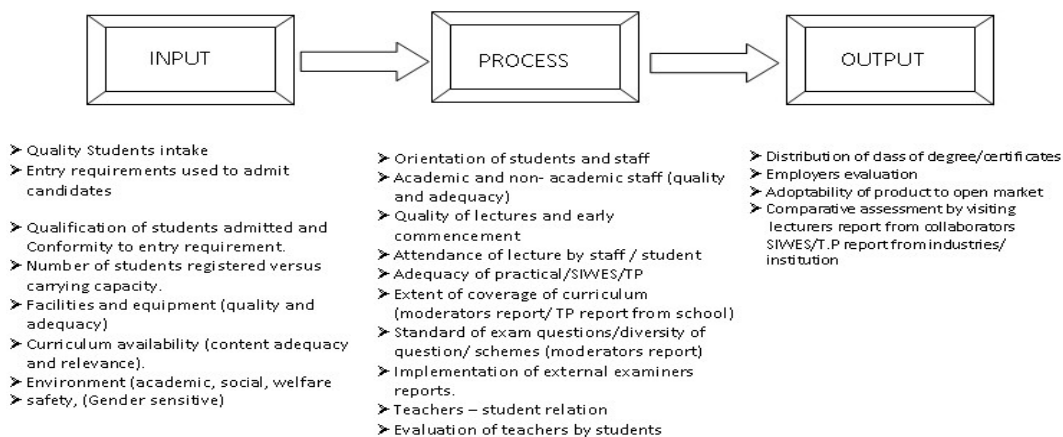 INPUT
PROCESS
OUTPUT
➤ Quality Students intake
➤ Entry requirements used to admit
candidates
➤ Qualification of students admitted and
Conformity to entry requirement.
➤ Number of students registered versus
carrying capacity.
➤ Facilities and equipment (quality and
adequacy)
➤ Curriculum availability (content adequacy
and relevance).
➤ Environment (academic, social, welfare
➤ safety, (Gender sensitive)
➤ Orientation of students and staff
➤ Academic and non- academic staff (quality
and adequacy)
➤ Quality of lectures and early
commencement
➤ Attendance of lecture by staff / student
➤ Adequacy of practical/SIWES/TP
➤ Extent of coverage of curriculum
(moderators report/ TP report from school)
➤ Standard of exam questions/diversity of
question/ schemes (moderators report)
➤ Implementation of external examiners
reports.
➤ Teachers – student relation
➤ Evaluation of teachers by students
➤ Distribution of class of degree/certificates
➤ Employers evaluation
➤ Adoptability of product to open market
➤ Comparative assessment by visiting
lecturers report from collaborators
SIWES/T.P report from industries/
institution